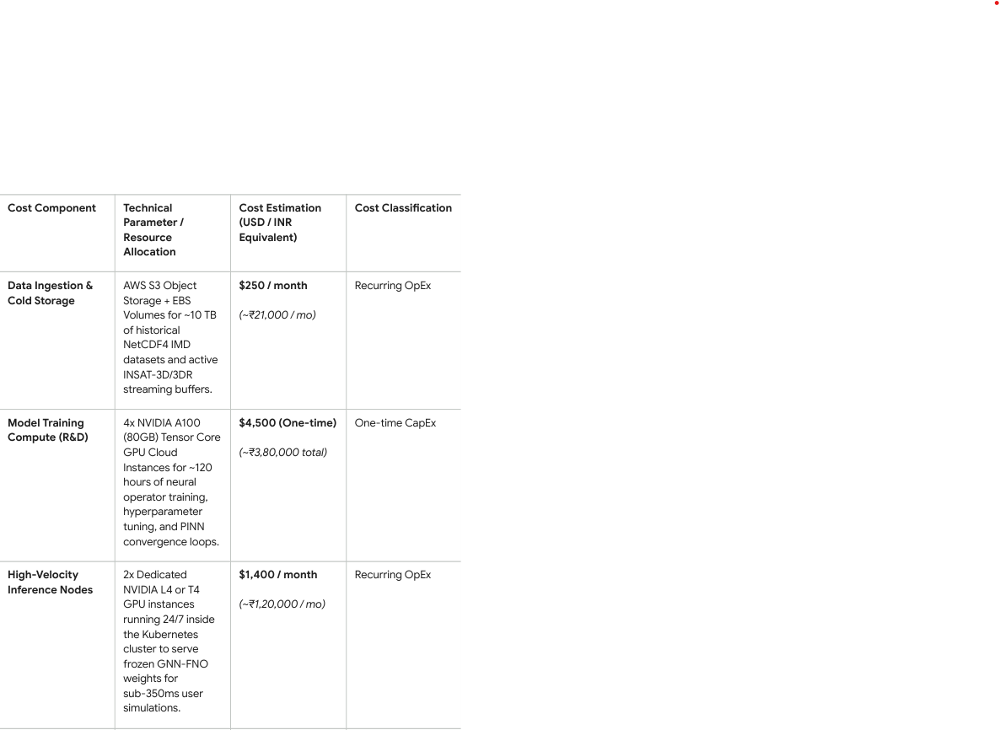 Cost Component
Technical
Parameter /
Resource
Allocation
Cost Estimation
(USD / INR
Equivalent)
Cost Classification
Data Ingestion &
Cold Storage
AWS S3 Object
Storage + EBS
Volumes for ~10 TB
of historical
NetCDF4 IMD
datasets and active
INSAT-3D/3DR
streaming buffers.
$250 / month
(~₹21,000 / mo)
Recurring OpEx
Model Training
Compute (R&D)
4x NVIDIA A100
(80GB) Tensor Core
GPU Cloud
Instances for ~120
hours of neural
operator training,
hyperparameter
tuning, and PINN
convergence loops.
$4,500 (One-time)
(~₹3,80,000 total)
One-time CapEx
High-Velocity
Inference Nodes
2x Dedicated
NVIDIA L4 or T4
GPU instances
running 24/7 inside
the Kubernetes
cluster to serve
frozen GNN-FNO
weights for
sub-350ms user
simulations.
$1,400 / month
(~₹1,20,000 / mo)
Recurring OpEx